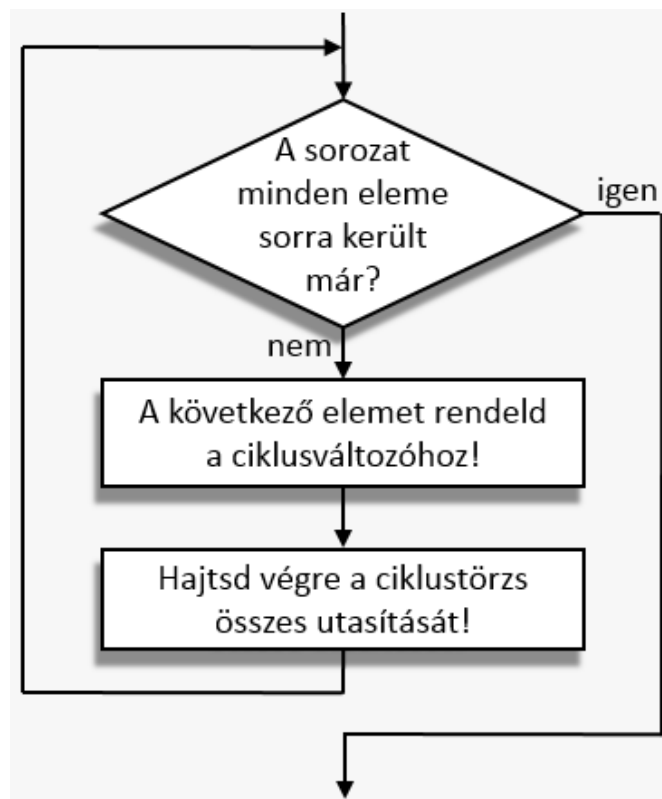 A sorozat
minden eleme
sorra került
már?
igen
nem
A következő elemet rendeld
a ciklusváltozóhoz!
Hajtsd végre a ciklustörzs
összes utasítását!